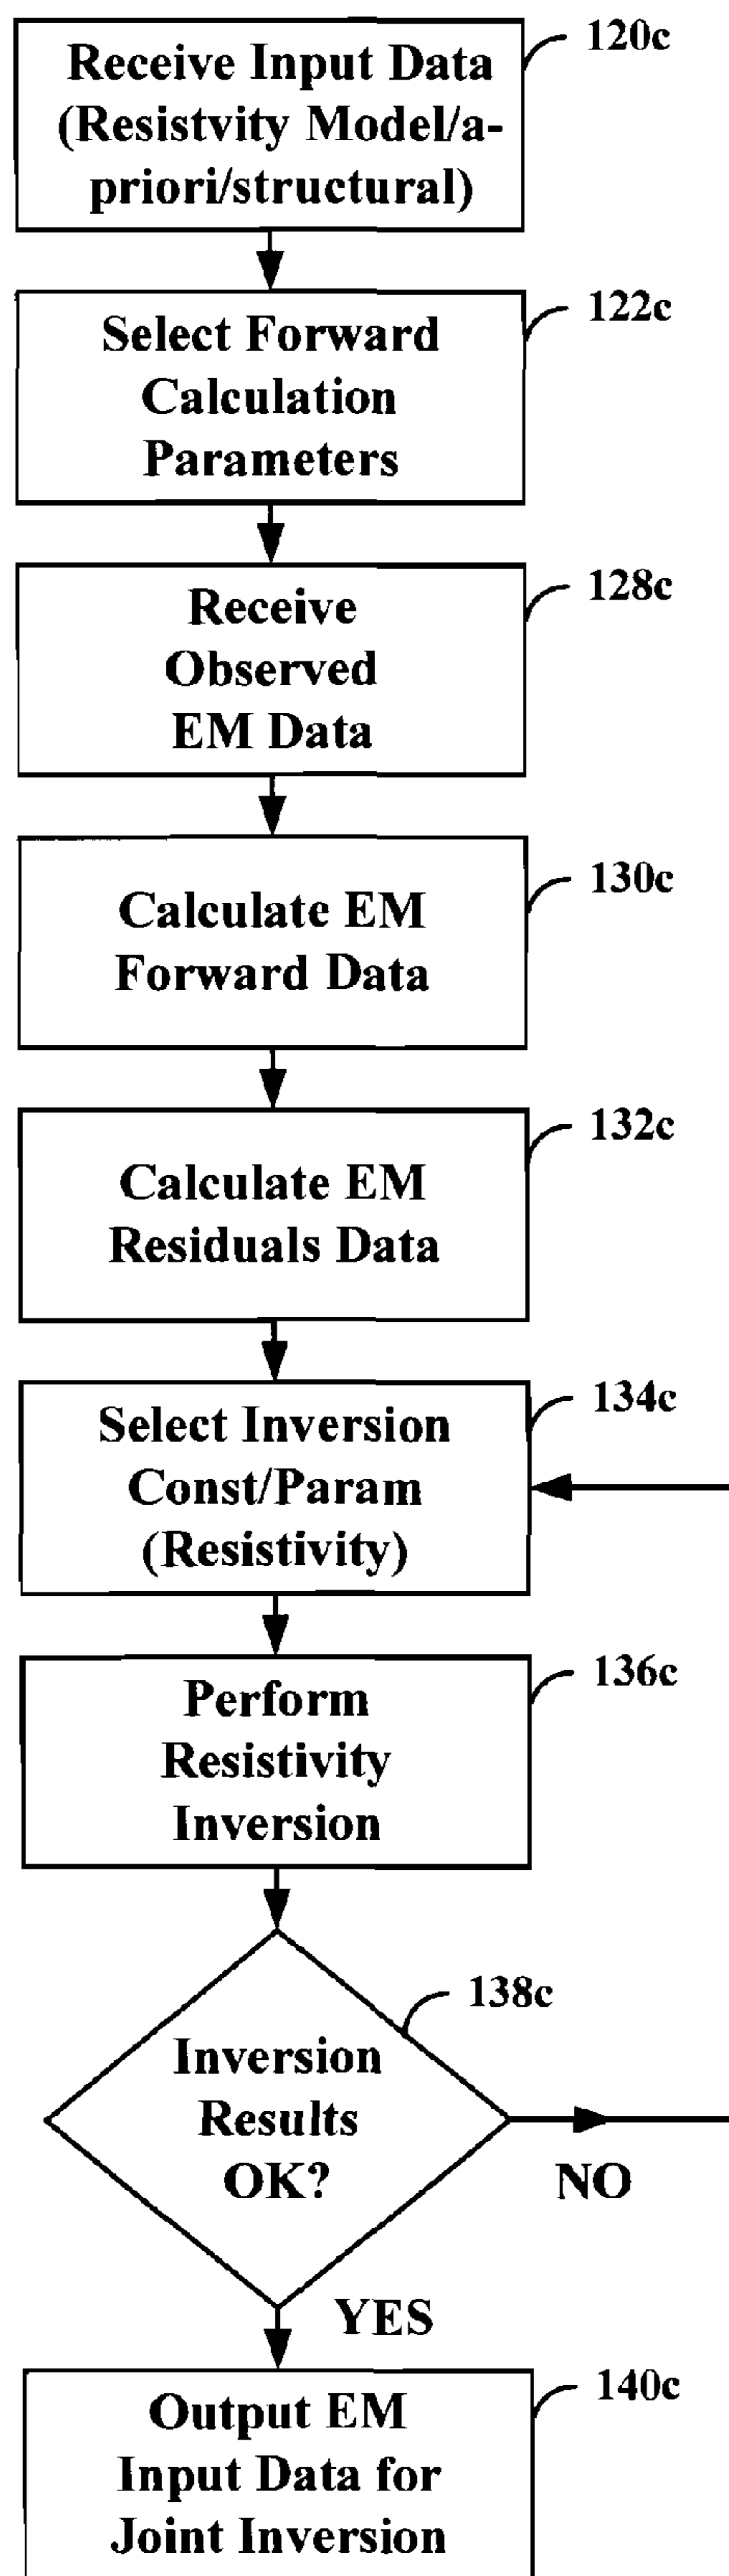 120c
Receive Input Data
(Resistvity Model/a-
priori/structural)
122c
Select Forward
Calculation
Parameters
128c
Receive
Observed
EM Data
130c
Calculate EM
Forward Data
132c
Calculate EM
Residuals Data
134c
Select Inversion
Const/Param
(Resistivity)
136c
Perform
Resistivity
Inversion
138c
Inversion
Results
OK?
NO
YES
140c
Output EM
Input Data for
Joint Inversion